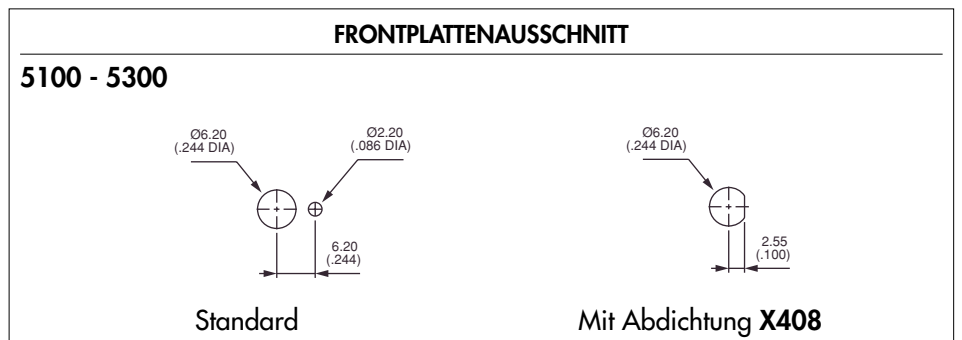 FRONTPLATTENAUSSCHNITT
5100 - 5300
Ø6.20
(.244 DIA)
Ø2.20
(.086 DIA)
6.20
(.244)
Standard
Ø6.20
(.244 DIA)
2.55
(.100)
Mit Abdichtung X408